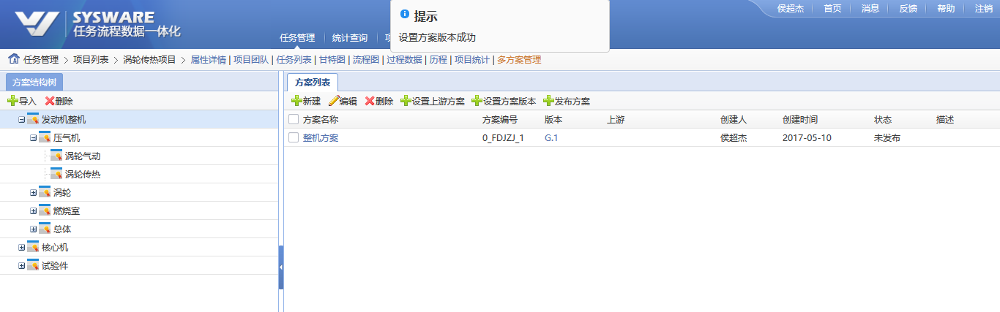 SYSWARE
任务流程数据一体化
侯超杰 首页 消息 反馈 帮助 注销
提示
设置方案版本成功
任务管理 统计查询
任务管理 > 项目列表 > 涡轮传热项目 > 属性详情 | 项目团队 | 任务列表 | 甘特图 | 流程图 | 过程数据 | 历程 | 项目统计 | 多方案管理
方案结构树
导入 删除
发动机整机
压气机
涡轮气动
涡轮传热
涡轮
燃烧室
总体
核心机
试验件
方案列表
新建 编辑 删除 设置上游方案 设置方案版本 发布方案
方案名称 方案编号 版本 上游 创建人 创建时间 状态 描述
整机方案 0_FDJZJ_1 G.1 侯超杰 2017-05-10 未发布